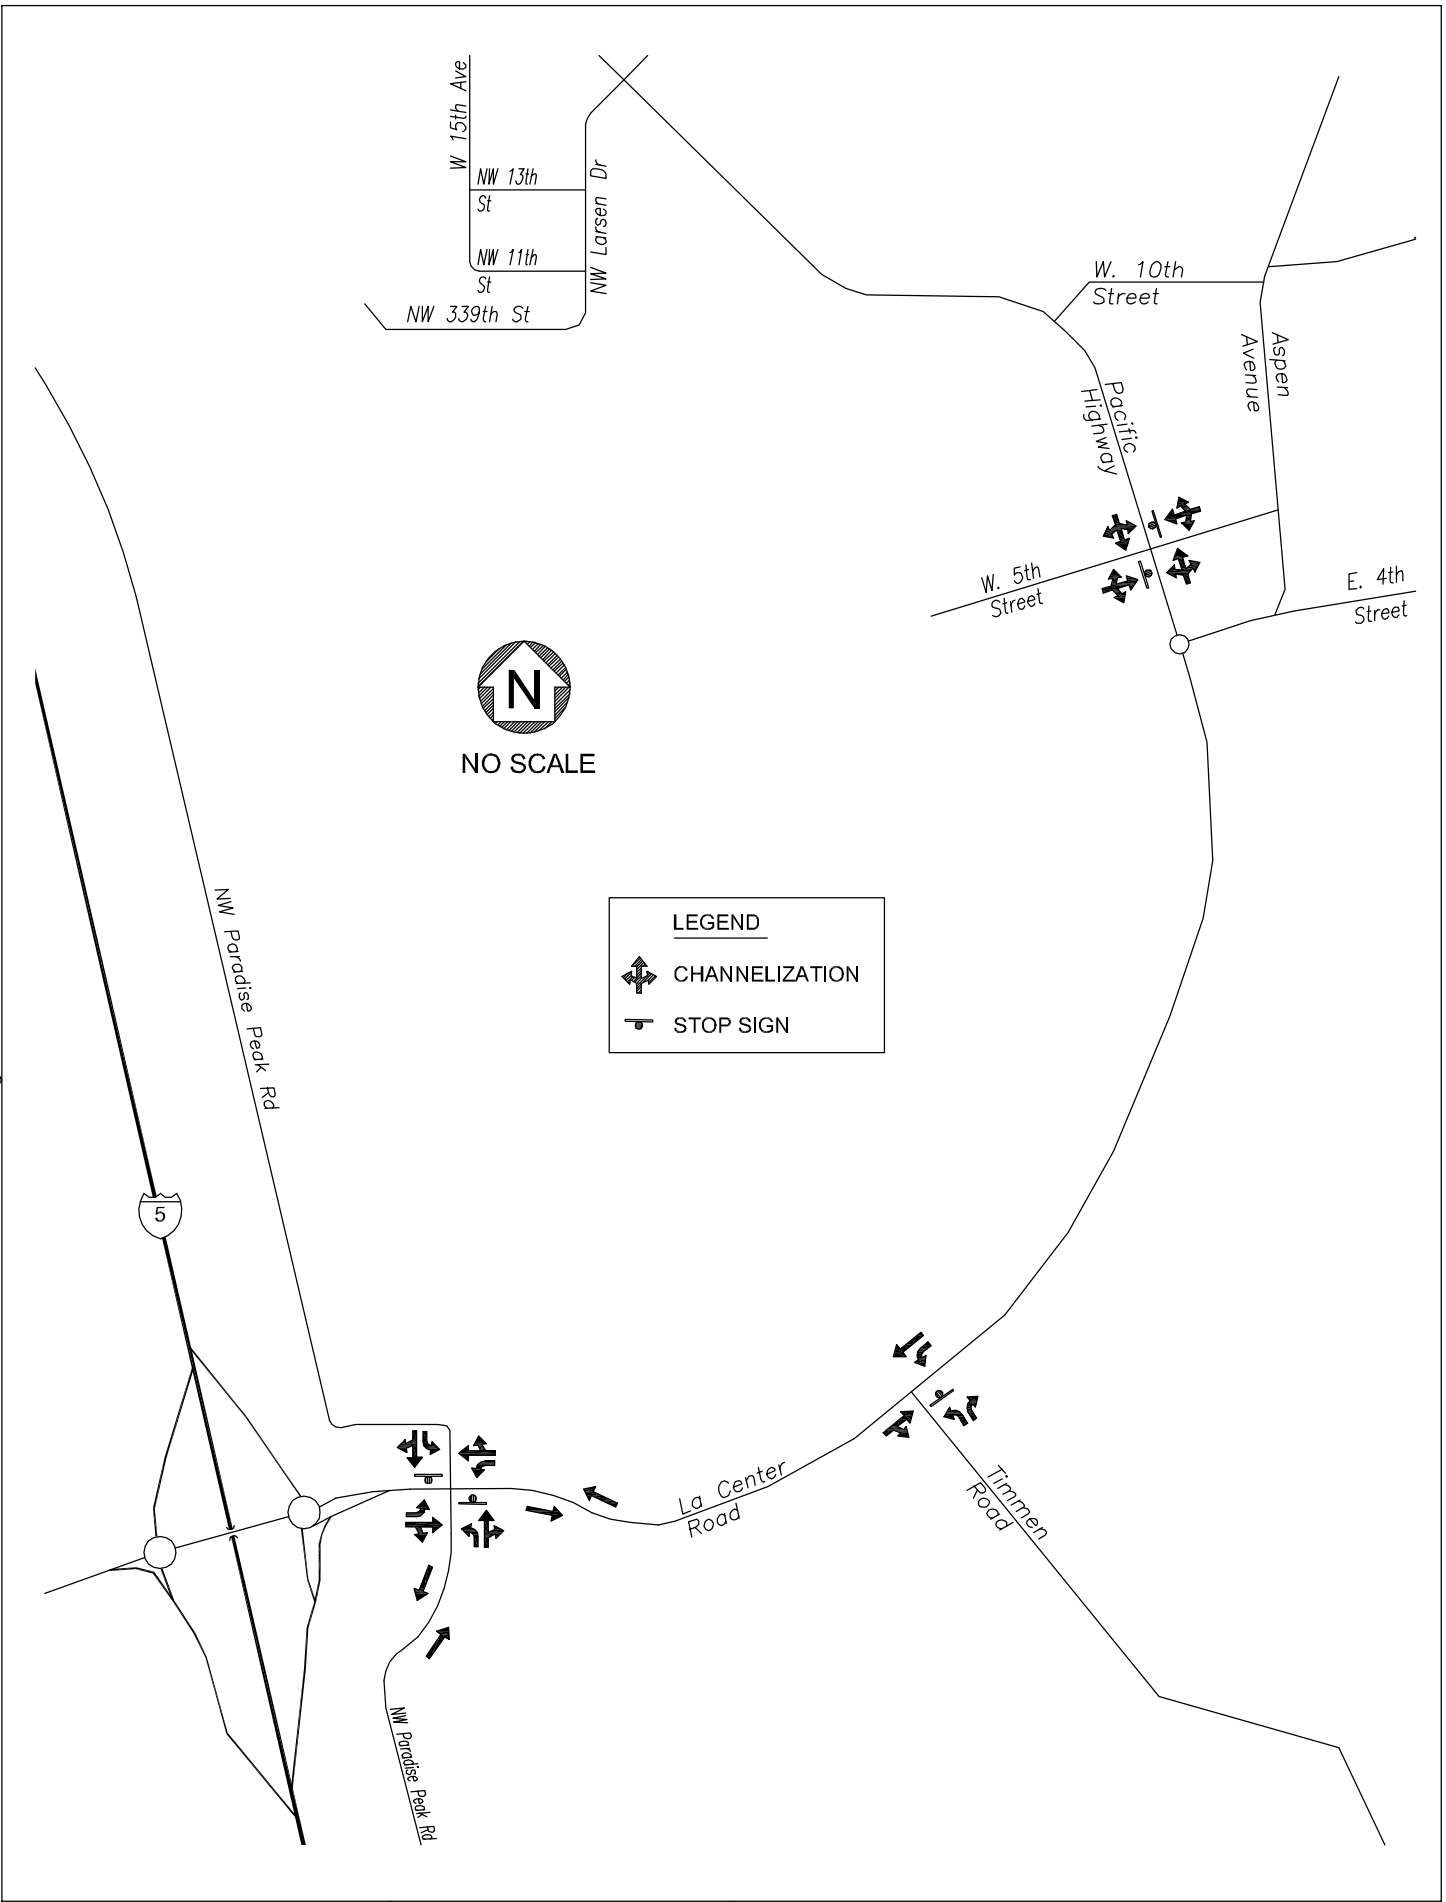 W 15th Ave
NW 13th
St
NW Larsen Dr
NW 11th
St
NW 339th St
W. 10th
Street
Aspen
Avenue
Pacific
Highway
W. 5th
Street
E. 4th
Street
N
NO SCALE
NW Paradise Peak Rd
LEGEND
CHANNELIZATION
STOP SIGN
5
La Center
Road
Timmen
Road
NW Paradise Peak Rd